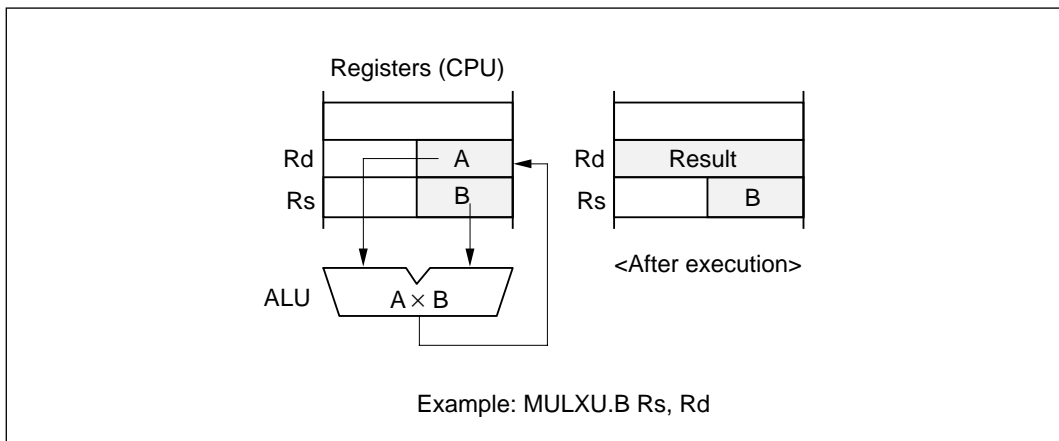 Registers (CPU)
Rd A Rd Result
Rs B Rs B
<After execution>
ALU A × B
Example: MULXU.B Rs, Rd